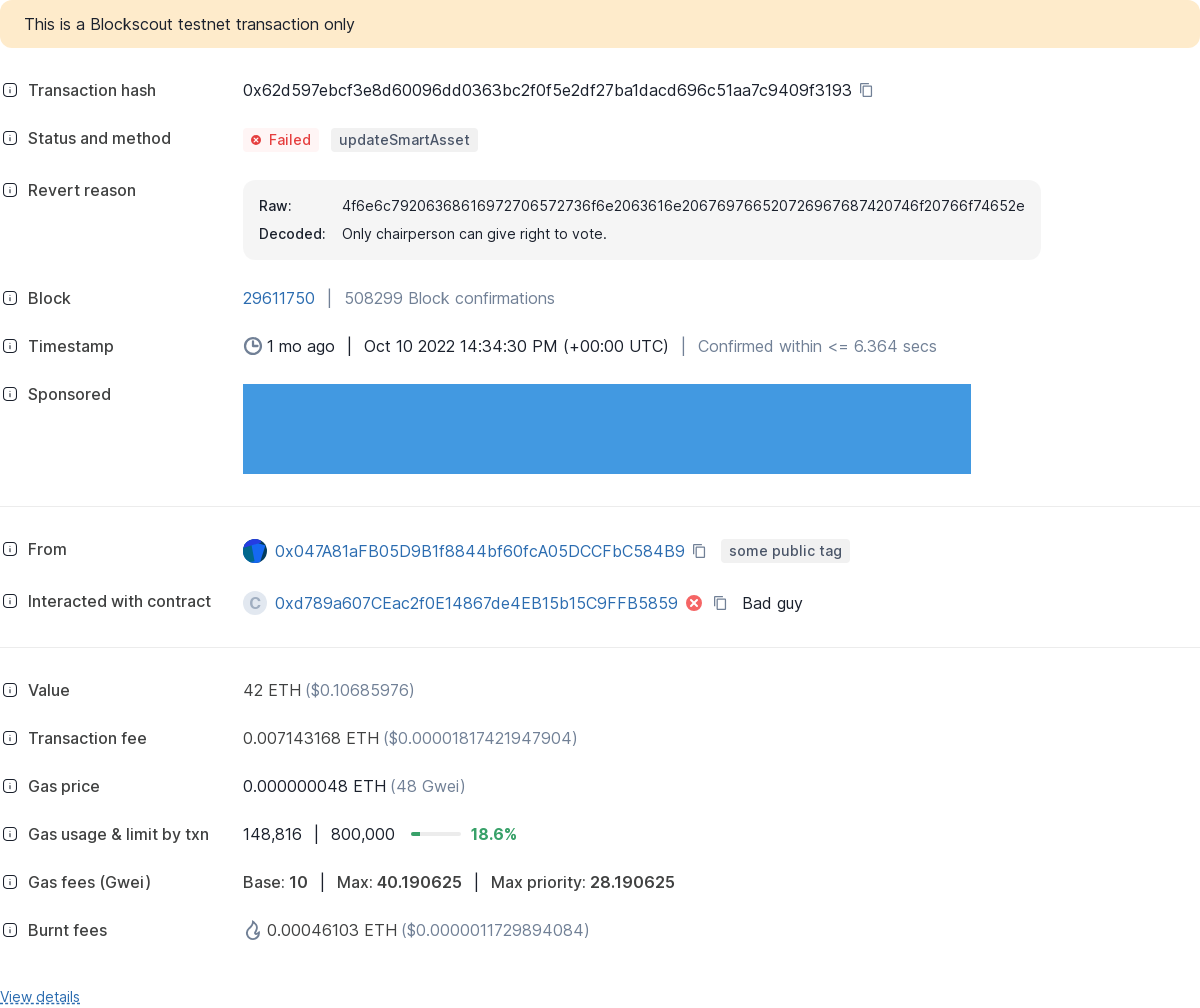 This is a Blockscout testnet transaction only
Transaction hash 0x62d597ebcf3e8d60096dd0363bc2f0f5e2df27ba1dacd696c51aa7c9409f3193
Status and method Failed updateSmartAsset
Revert reason
Raw: 4f6e6c79206368616972706572736f6e2063616e206769766520726967687420746f20766f74652e
Decoded: Only chairperson can give right to vote.
Block 29611750 | 508299 Block confirmations
Timestamp 1 mo ago | Oct 10 2022 14:34:30 PM (+00:00 UTC) | Confirmed within <= 6.364 secs
Sponsored
From 0x047A81aFB05D9B1f8844bf60fcA05DCCFbC584B9 some public tag
Interacted with contract C 0xd789a607CEac2f0E14867de4EB15b15C9FFB5859 Bad guy
Value 42 ETH ($0.10685976)
Transaction fee 0.007143168 ETH ($0.00001817421947904)
Gas price 0.000000048 ETH (48 Gwei)
Gas usage & limit by txn 148,816 | 800,000 18.6%
Gas fees (Gwei) Base: 10 | Max: 40.190625 | Max priority: 28.190625
Burnt fees 0.00046103 ETH ($0.0000011729894084)
View details